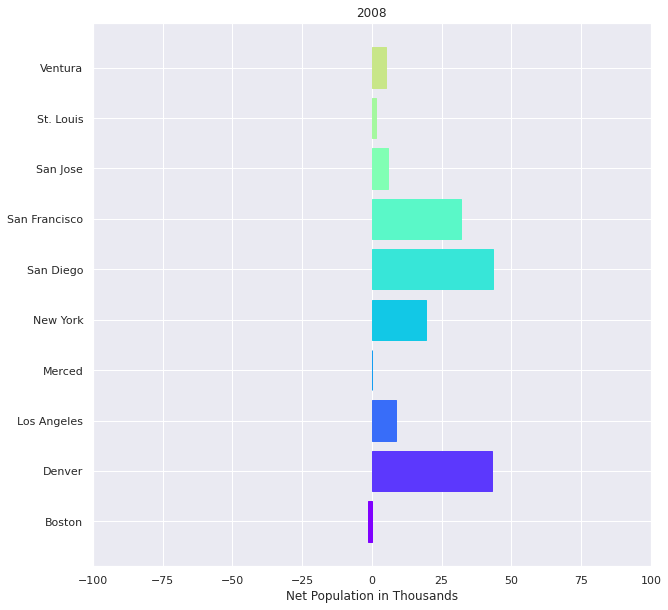 2008
Ventura
St. Louis
San Jose
San Francisco
San Diego
New York
Merced
Los Angeles
Denver
Boston
−100 −75 −50 −25 0 25 50 75 100
Net Population in Thousands